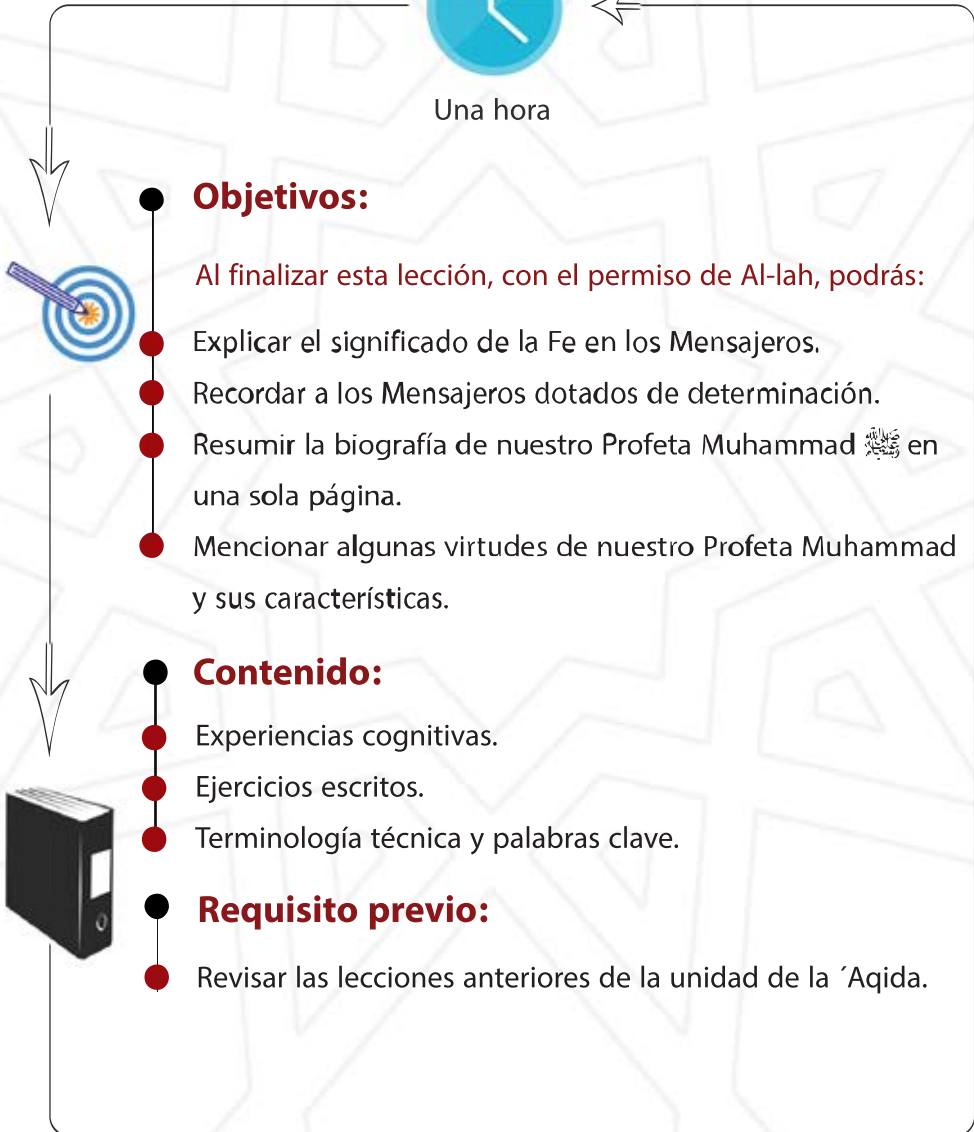 Una hora
Objetivos:
Al finalizar esta lección, con el permiso de Al-lah, podrás:
Explicar el significado de la Fe en los Mensajeros.
Recordar a los Mensajeros dotados de determinación.
Resumir la biografía de nuestro Profeta Muhammad ﷺ en
una sola página.
Mencionar algunas virtudes de nuestro Profeta Muhammad
y sus características.
Contenido:
Experiencias cognitivas.
Ejercicios escritos.
Terminología técnica y palabras clave.
Requisito previo:
Revisar las lecciones anteriores de la unidad de la ´Aqida.